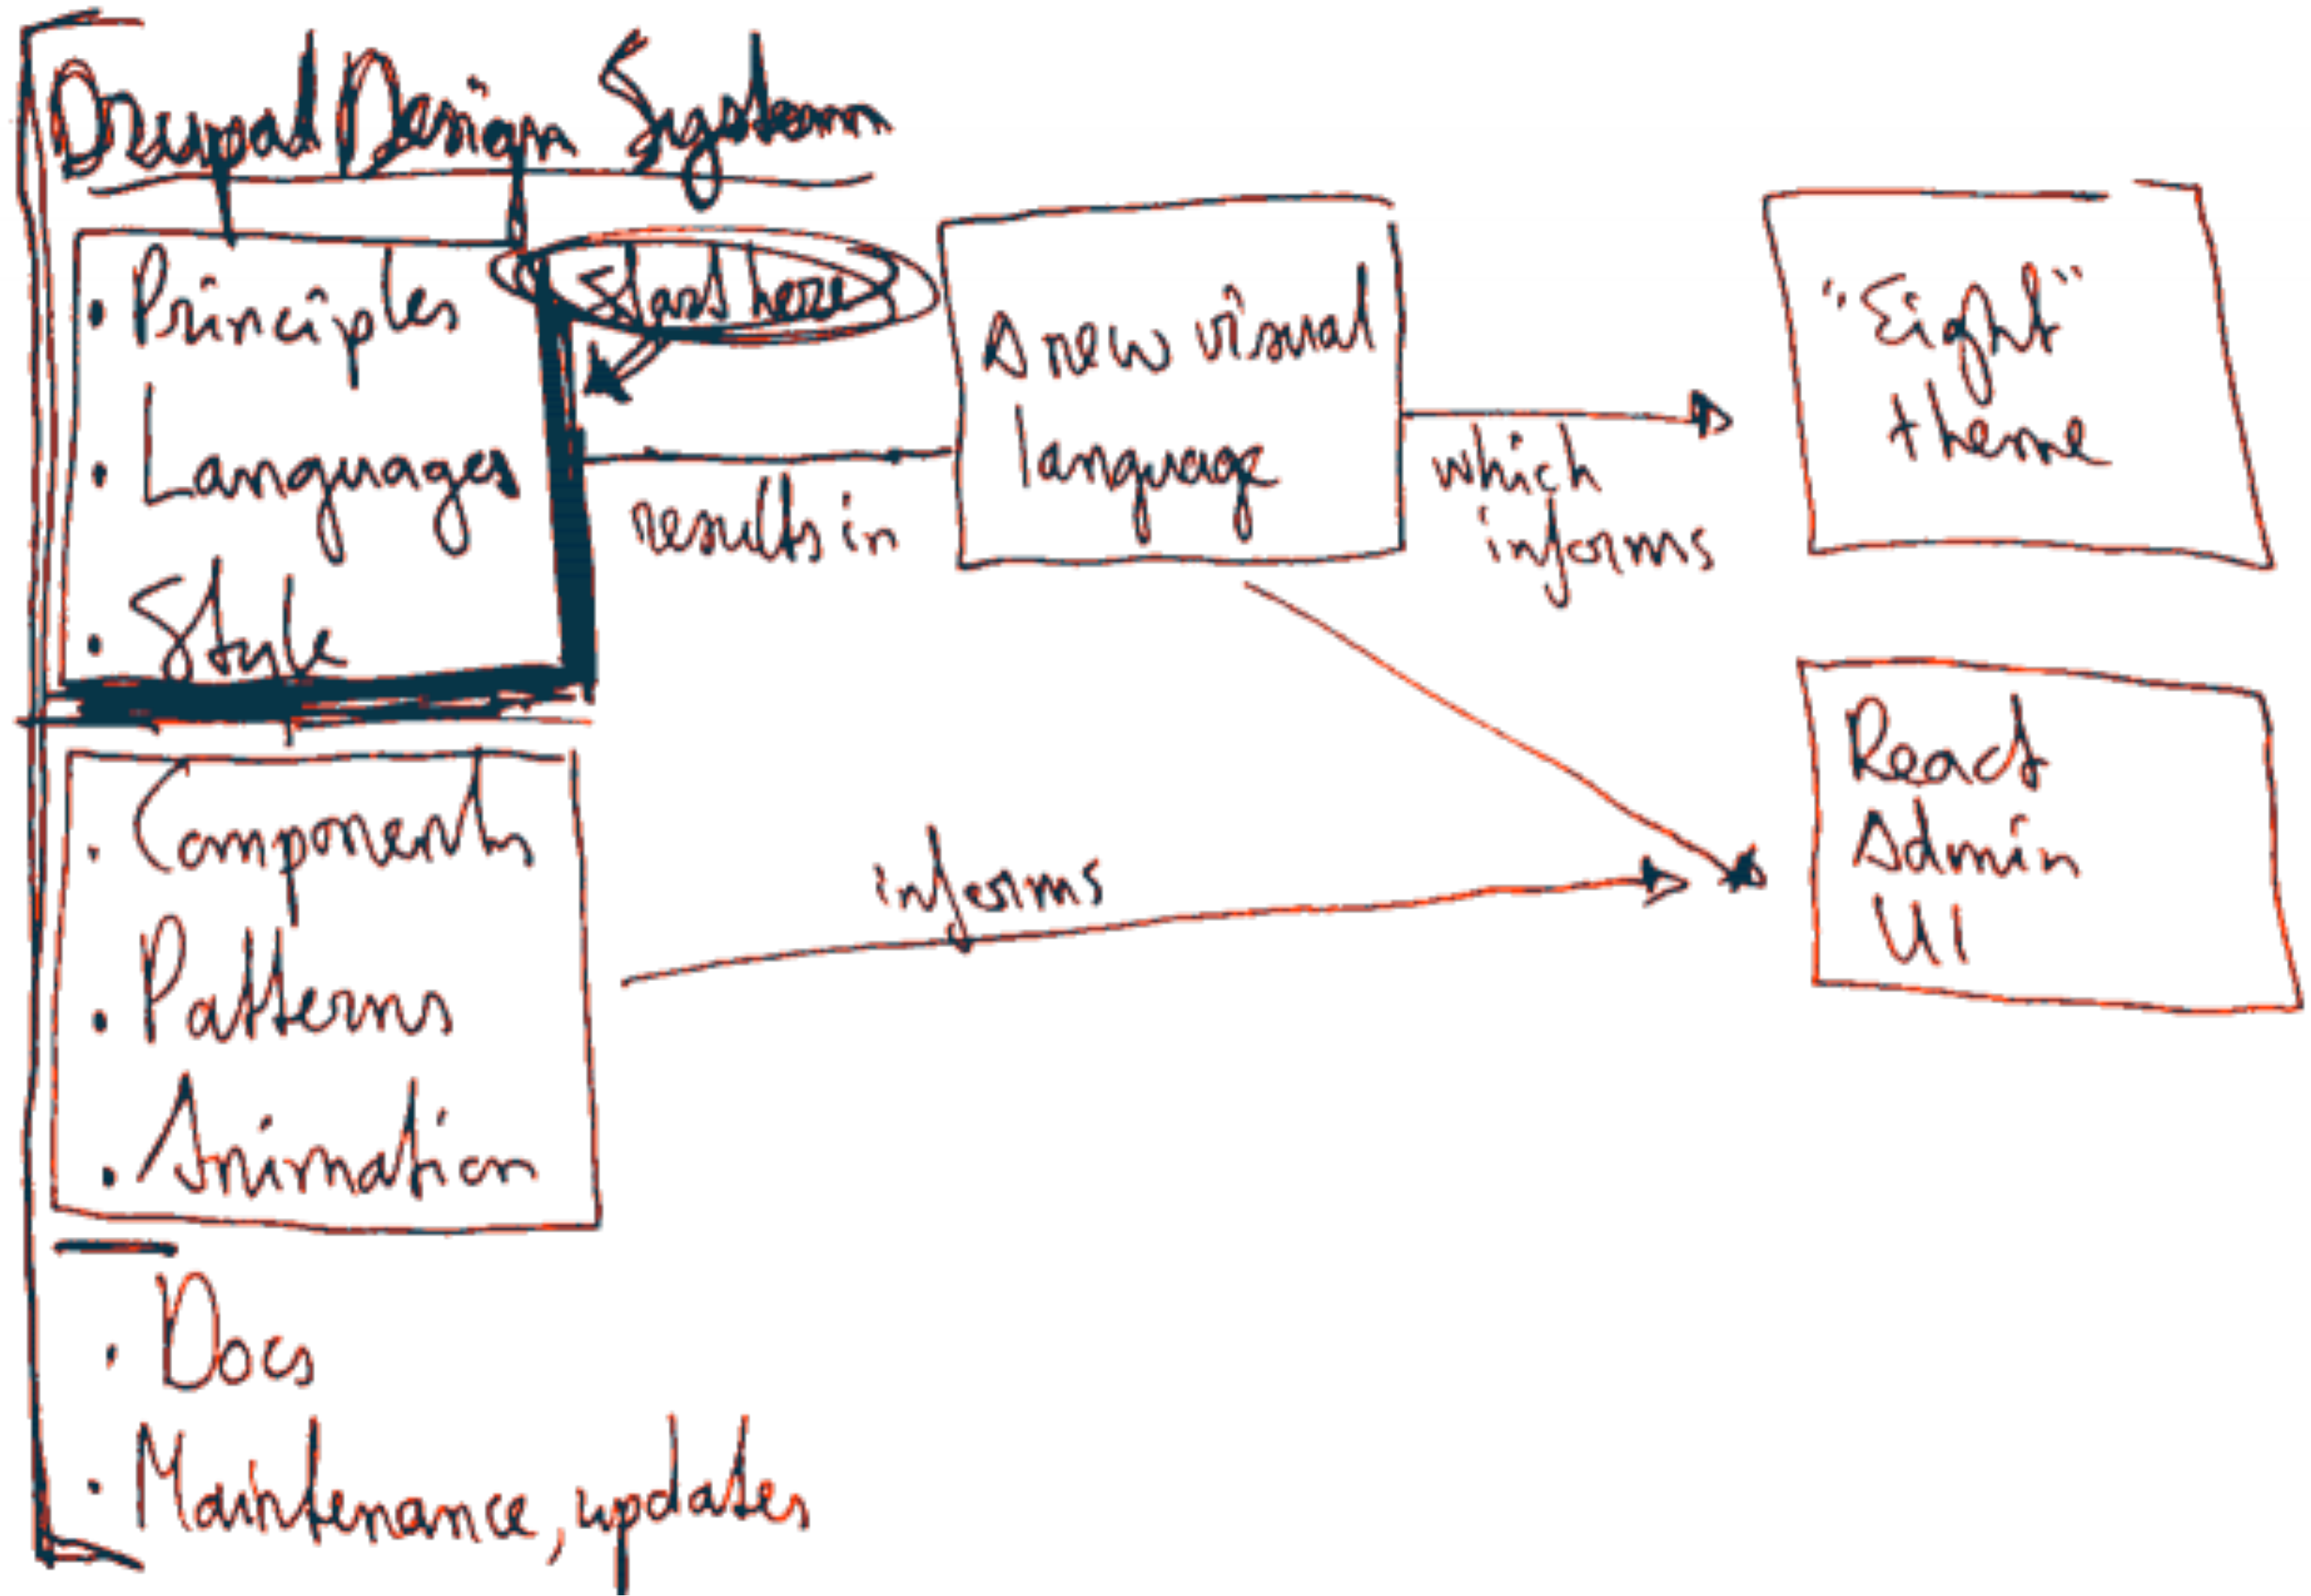 Drupal Design System
• Principles
• Languages
• Style
Start here
results in
A new visual
language
which
informs
"Eight"
theme
• Components
• Patterns
• Animation
informs
React
Admin
UI
• Docs
• Maintenance, updates